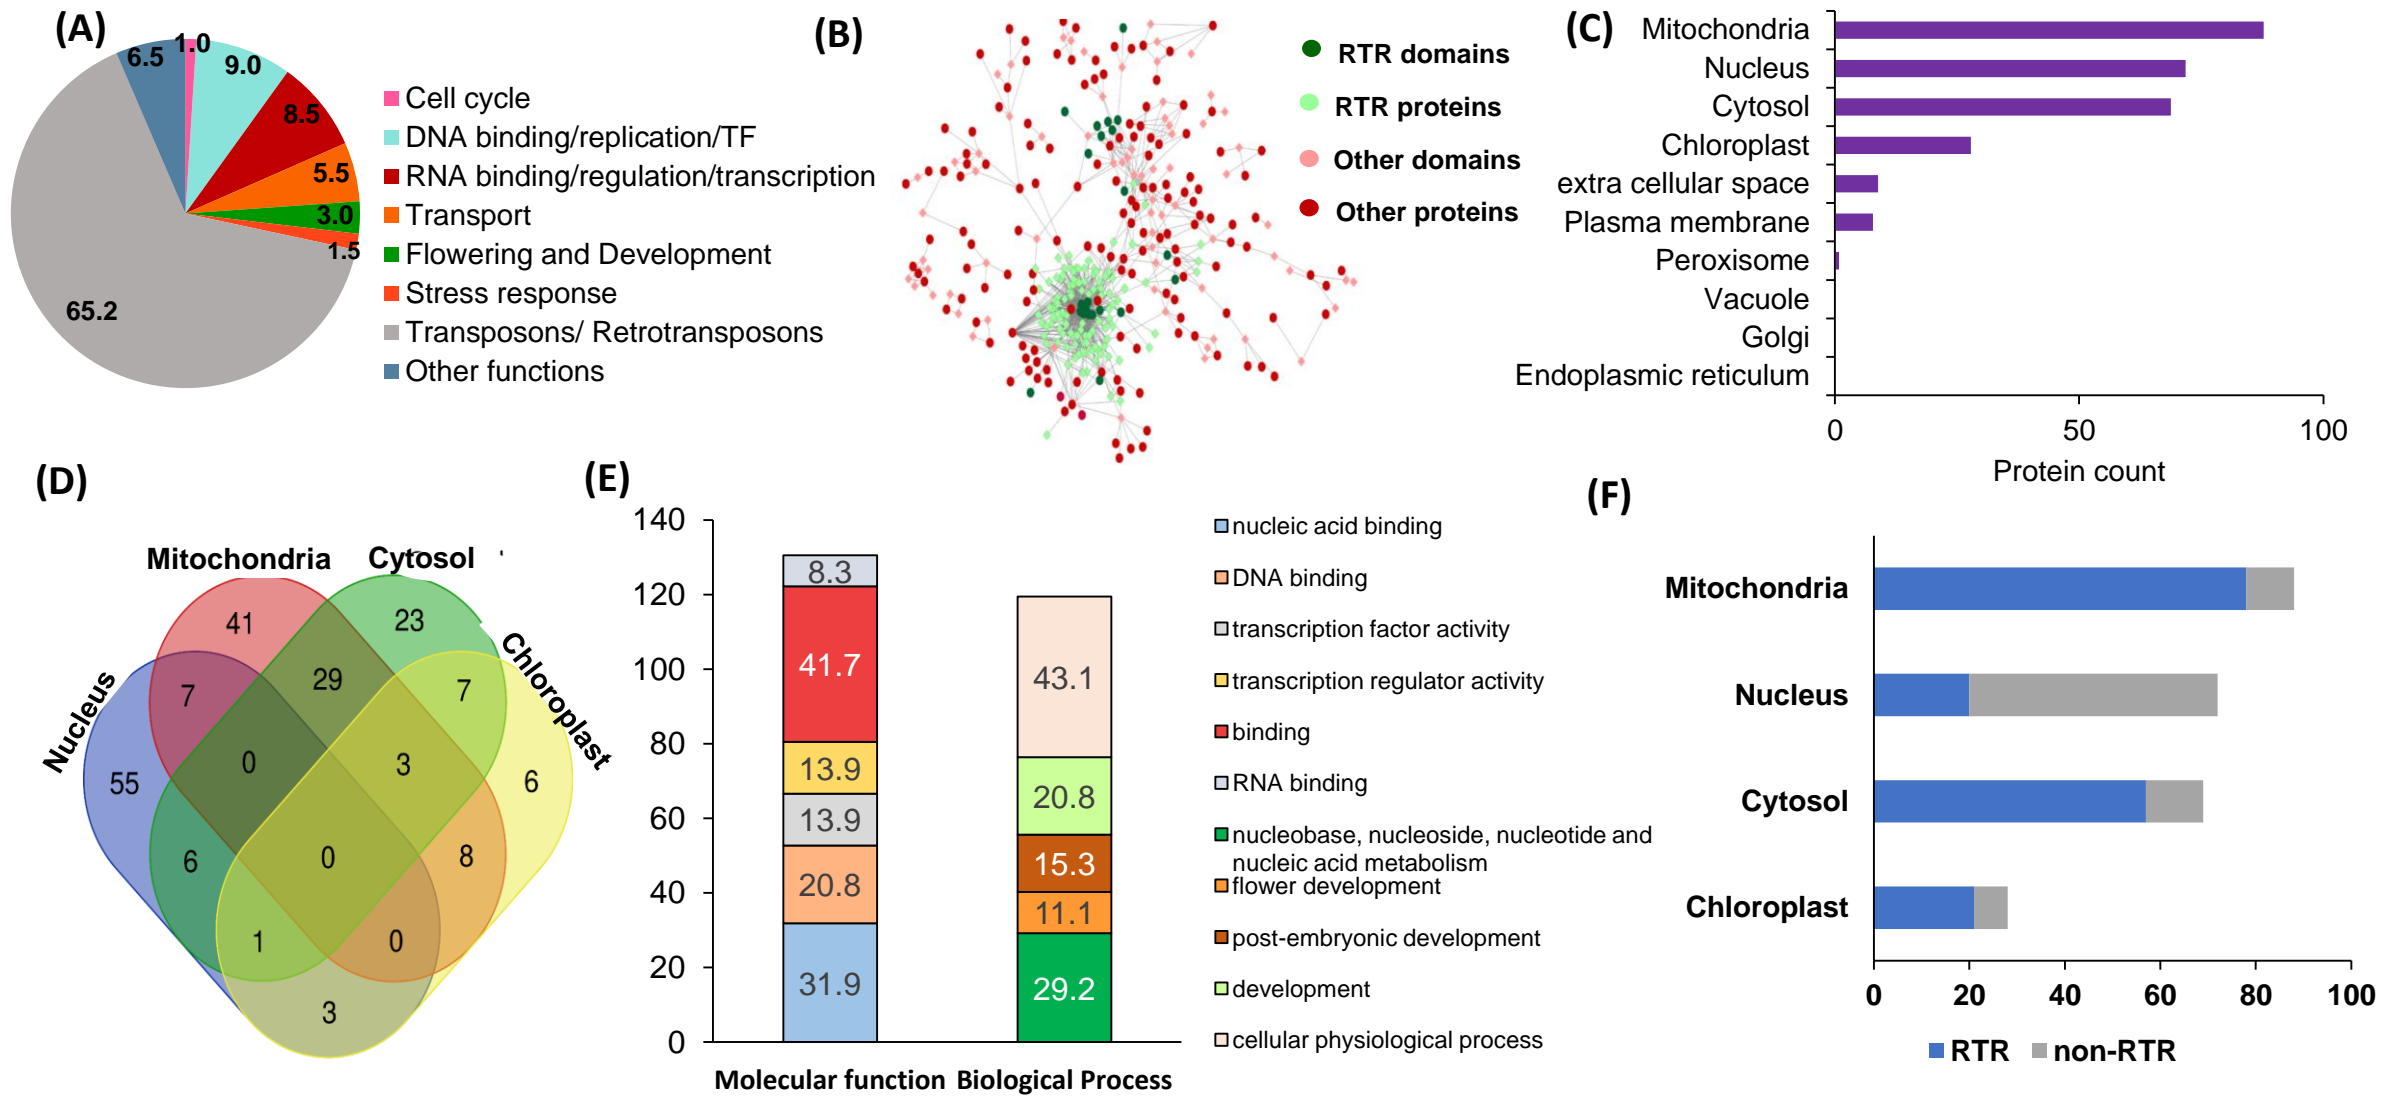 (A)
1.0
6.5
9.0
8.5
5.5
3.0
1.5
65.2
Cell cycle
DNA binding/replication/TF
RNA binding/regulation/transcription
Transport
Flowering and Development
Stress response
Transposons/ Retrotransposons
Other functions
(B)
RTR domains
RTR proteins
Other domains
Other proteins
(C)
Mitochondria
Nucleus
Cytosol
Chloroplast
extra cellular space
Plasma membrane
Peroxisome
Vacuole
Golgi
Endoplasmic reticulum
0 50 100
Protein count
(D)
Mitochondria
Cytosol
Nucleus
Chloroplast
41
23
7
29
7
55
0
3
6
6
0
8
1
0
3
(E)
140
120
100
80
60
40
20
0
8.3
41.7
13.9
13.9
20.8
31.9
43.1
20.8
15.3
11.1
29.2
Molecular function
Biological Process
nucleic acid binding
DNA binding
transcription factor activity
transcription regulator activity
binding
RNA binding
nucleobase, nucleoside, nucleotide and
nucleic acid metabolism
flower development
post-embryonic development
development
cellular physiological process
(F)
Mitochondria
Nucleus
Cytosol
Chloroplast
0 20 40 60 80 100
RTR
non-RTR